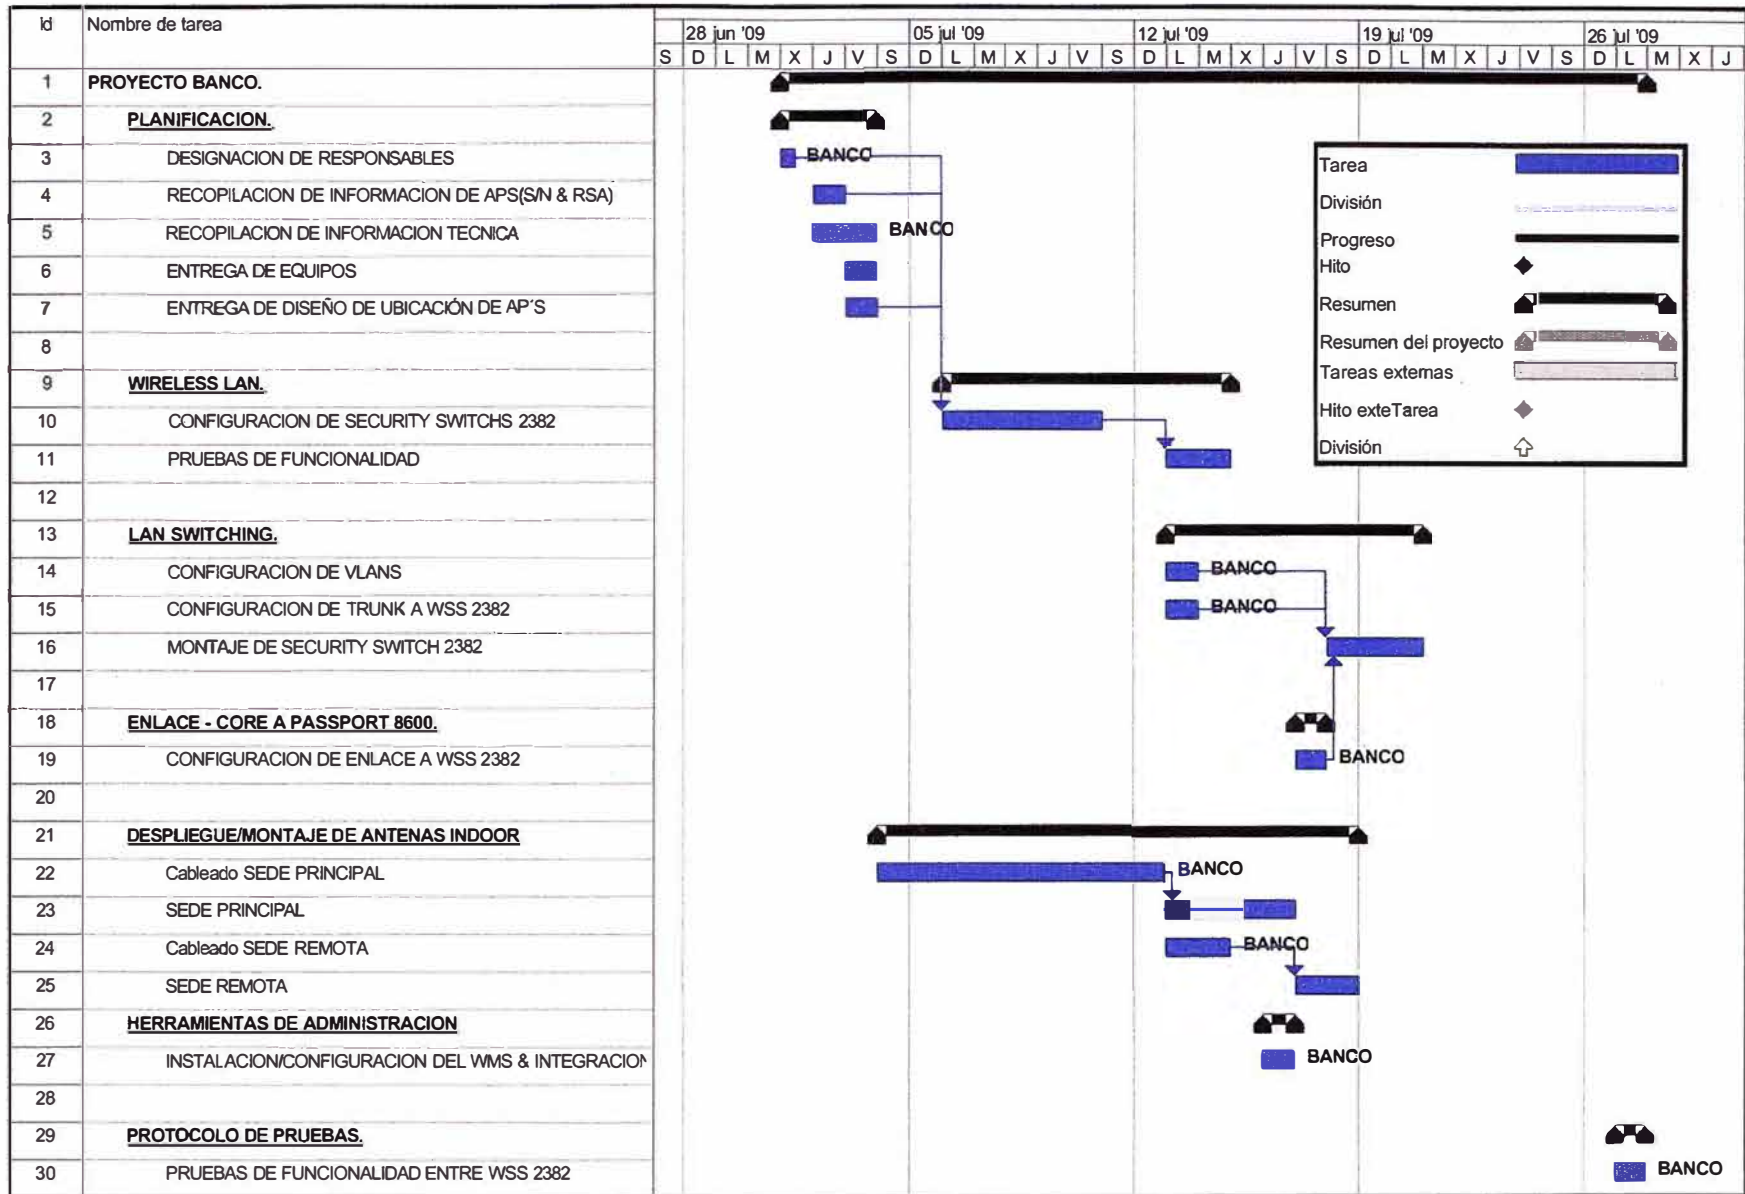 Id Nombre de tarea
28 jun '09 05 jul '09 12 jul '09 19 jul '09 26 jul '09
S D L M X J V S D L M X J V S D L M X J V S D L M X J V S D L M X J
1 PROYECTO BANCO.
2 PLANIFICACION.
3 DESIGNACION DE RESPONSABLES BANCO
4 RECOPILACION DE INFORMACION DE APS(S/N & RSA)
5 RECOPILACION DE INFORMACION TECNICA BANCO
6 ENTREGA DE EQUIPOS
7 ENTREGA DE DISEÑO DE UBICACIÓN DE AP´S
8
9 WIRELESS LAN.
10 CONFIGURACION DE SECURITY SWITCHS 2382
11 PRUEBAS DE FUNCIONALIDAD
12
13 LAN SWITCHING.
14 CONFIGURACION DE VLANS BANCO
15 CONFIGURACION DE TRUNK A WSS 2382 BANCO
16 MONTAJE DE SECURITY SWITCH 2382
17
18 ENLACE - CORE A PASSPORT 8600.
19 CONFIGURACION DE ENLACE A WSS 2382 BANCO
20
21 DESPLIEGUE/MONTAJE DE ANTENAS INDOOR
22 Cableado SEDE PRINCIPAL BANCO
23 SEDE PRINCIPAL
24 Cableado SEDE REMOTA BANCO
25 SEDE REMOTA
26 HERRAMIENTAS DE ADMINISTRACION
27 INSTALACION/CONFIGURACION DEL WMS & INTEGRACION BANCO
28
29 PROTOCOLO DE PRUEBAS.
30 PRUEBAS DE FUNCIONALIDAD ENTRE WSS 2382 BANCO
Tarea
División
Progreso
Hito
Resumen
Resumen del proyecto
Tareas externas
Hito exteTarea
División